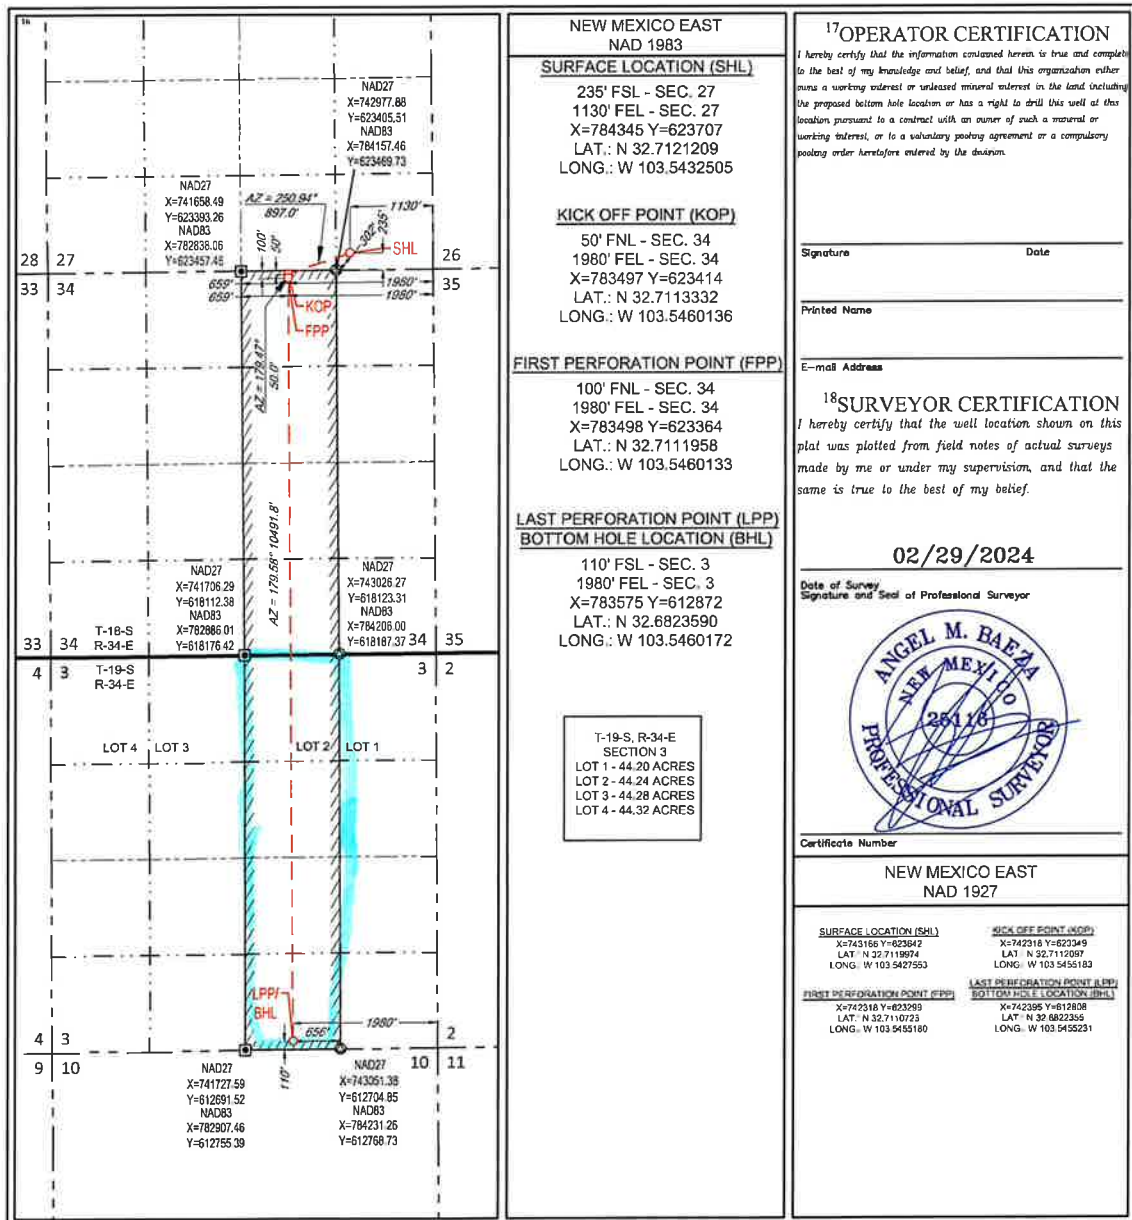 16
NAD27
X=742977.88
Y=623405.51
NAD83
X=784157.46
Y=623469.73
NAD27
X=741658.49
Y=623393.26
NAD83
X=782838.06
Y=623457.46
AZ = 250.94°
897.0'
1130'
100'
50'
302'
235'
SHL
28 27
26
33 34
35
659'
1980'
659'
1980'
KOP
FPP
AZ = 179.47°
50.0'
AZ = 179.58° 10491.8'
NAD27
X=741706.29
Y=618112.38
NAD83
X=782886.01
Y=618176.42
NAD27
X=743026.27
Y=618123.31
NAD83
X=784206.00
Y=618187.37
33 34
T-18-S
R-34-E
34 35
4 3
T-19-S
R-34-E
3 2
LOT 4
LOT 3
LOT 2
LOT 1
LPP/
BHL
1980'
656'
110'
4 3
2
9 10
10 11
NAD27
X=741727.59
Y=612691.52
NAD83
X=782907.46
Y=612755.39
NAD27
X=743051.38
Y=612704.85
NAD83
X=784231.26
Y=612768.73
NEW MEXICO EAST
NAD 1983
SURFACE LOCATION (SHL)
235' FSL - SEC. 27
1130' FEL - SEC. 27
X=784345 Y=623707
LAT.: N 32.7121209
LONG.: W 103.5432505
KICK OFF POINT (KOP)
50' FNL - SEC. 34
1980' FEL - SEC. 34
X=783497 Y=623414
LAT.: N 32.7113332
LONG.: W 103.5460136
FIRST PERFORATION POINT (FPP)
100' FNL - SEC. 34
1980' FEL - SEC. 34
X=783498 Y=623364
LAT.: N 32.7111958
LONG.: W 103.5460133
LAST PERFORATION POINT (LPP)
BOTTOM HOLE LOCATION (BHL)
110' FSL - SEC. 3
1980' FEL - SEC. 3
X=783575 Y=612872
LAT.: N 32.6823590
LONG.: W 103.5460172
T-19-S, R-34-E
SECTION 3
LOT 1 - 44.20 ACRES
LOT 2 - 44.24 ACRES
LOT 3 - 44.28 ACRES
LOT 4 - 44.32 ACRES
17OPERATOR CERTIFICATION
I hereby certify that the information contained herein is true and complete
to the best of my knowledge and belief, and that this organization either
owns a working interest or unleased mineral interest in the land including
the proposed bottom hole location or has a right to drill this well at this
location pursuant to a contract with an owner of such a mineral or
working interest, or to a voluntary pooling agreement or a compulsory
pooling order heretofore entered by the division.
Signature Date
Printed Name
E-mail Address
18SURVEYOR CERTIFICATION
I hereby certify that the well location shown on this
plat was plotted from field notes of actual surveys
made by me or under my supervision, and that the
same is true to the best of my belief.
02/29/2024
Date of Survey
Signature and Seal of Professional Surveyor
ANGEL M. BAEZA
NEW MEXICO
25116
PROFESSIONAL SURVEYOR
Certificate Number
NEW MEXICO EAST
NAD 1927
SURFACE LOCATION (SHL)
X=743166 Y=623642
LAT.: N 32.7119974
LONG.: W 103.5427553
KICK OFF POINT (KOP)
X=742318 Y=623349
LAT.: N 32.7112097
LONG.: W 103.5455183
FIRST PERFORATION POINT (FPP)
X=742318 Y=623299
LAT.: N 32.7110723
LONG.: W 103.5455180
LAST PERFORATION POINT (LPP)
BOTTOM HOLE LOCATION (BHL)
X=742395 Y=612808
LAT.: N 32.6822355
LONG.: W 103.5455231